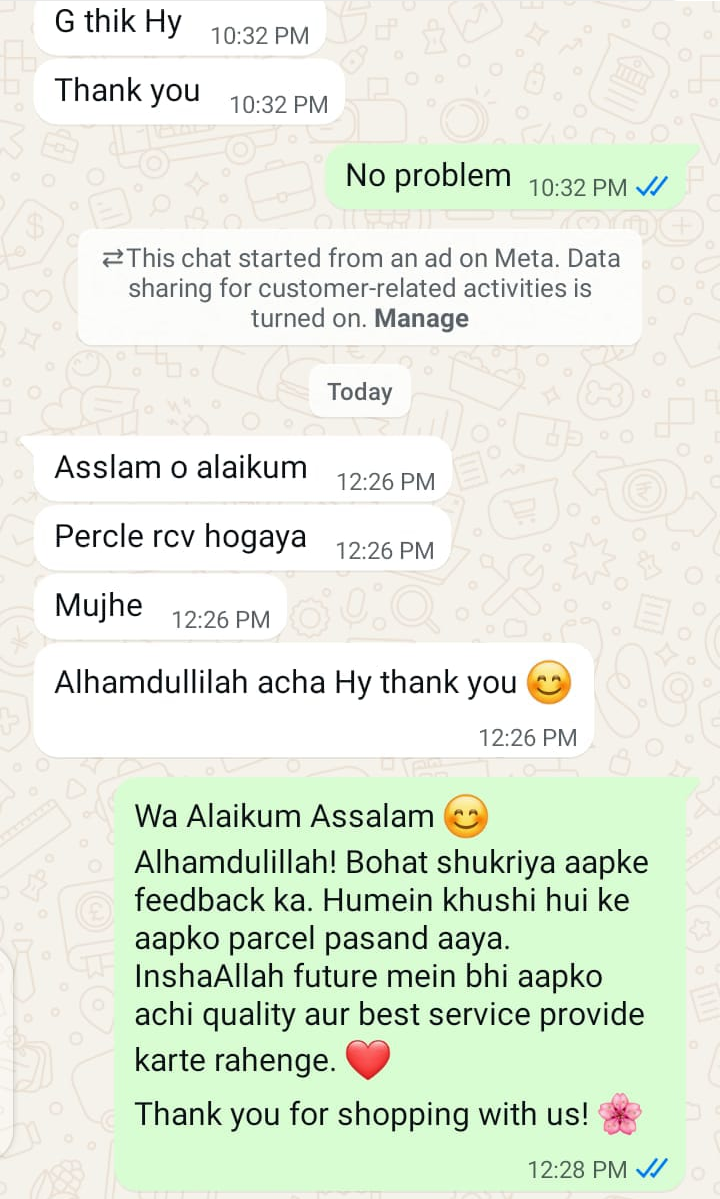 G thik Hy 10:32 PM
Thank you 10:32 PM
No problem 10:32 PM
⇄This chat started from an ad on Meta. Data
sharing for customer-related activities is
turned on. Manage
Today
Asslam o alaikum 12:26 PM
Percle rcv hogaya 12:26 PM
Mujhe 12:26 PM
Alhamdullilah acha Hy thank you 😊
12:26 PM
Wa Alaikum Assalam 😊
Alhamdulillah! Bohat shukriya aapke
feedback ka. Humein khushi hui ke
aapko parcel pasand aaya.
InshaAllah future mein bhi aapko
achi quality aur best service provide
karte rahenge. ❤️
Thank you for shopping with us! 🌸
12:28 PM